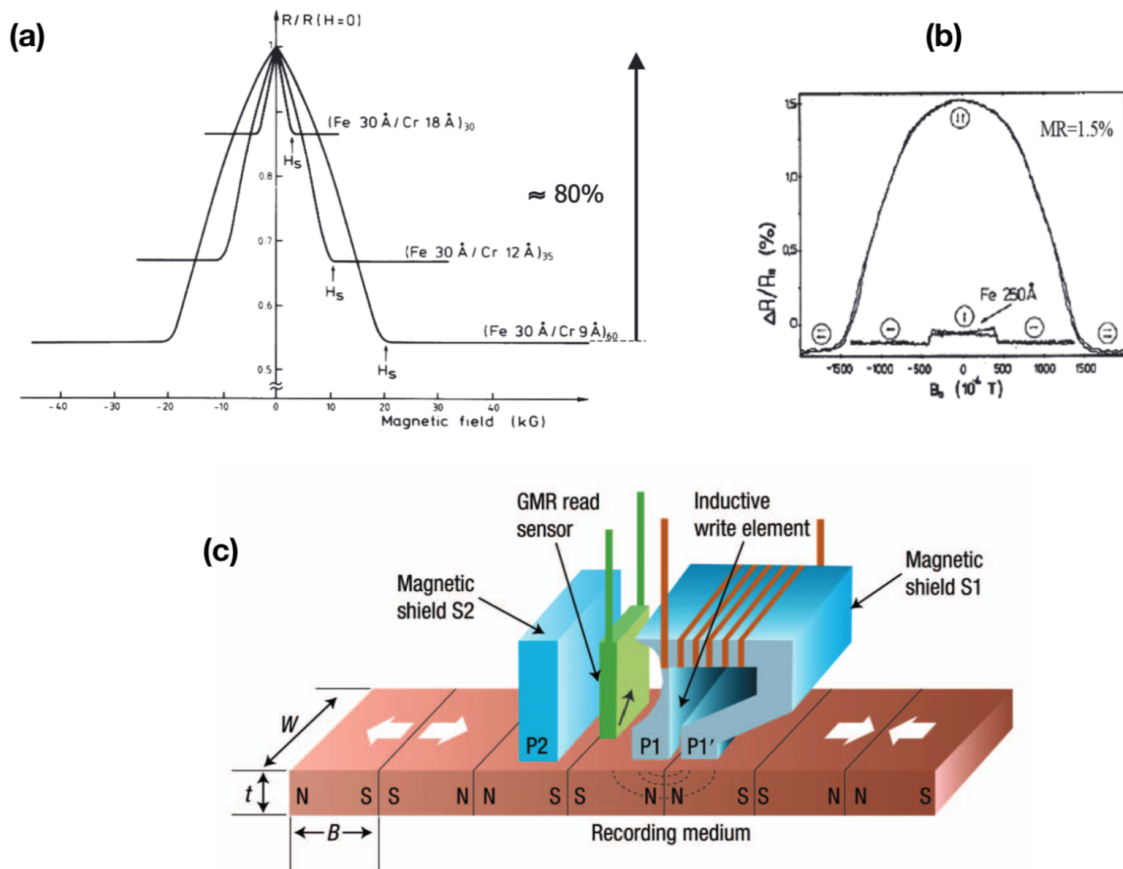 (a)
R/R(H=0)
1
0.8
0.7
0.6
0.5
(Fe 30 Å/Cr 18 Å)30
Hs
(Fe 30 Å/Cr 12 Å)35
Hs
(Fe 30 Å/Cr 9 Å)60
Hs
≈ 80%
-40 -30 -20 -10 0 10 20 30 40
Magnetic field (kG)
(b)
MR=1.5%
1,5
1,0
0,5
0
ΔR/R (%)
Fe 250Å
-1500 -1000 -500 0 500 1000 1500
B0 (10-4 T)
(c)
GMR read
sensor
Inductive
write element
Magnetic
shield S2
Magnetic
shield S1
W
P2
P1
P1′
t
N S S N N S S N N S S N N S
B
Recording medium